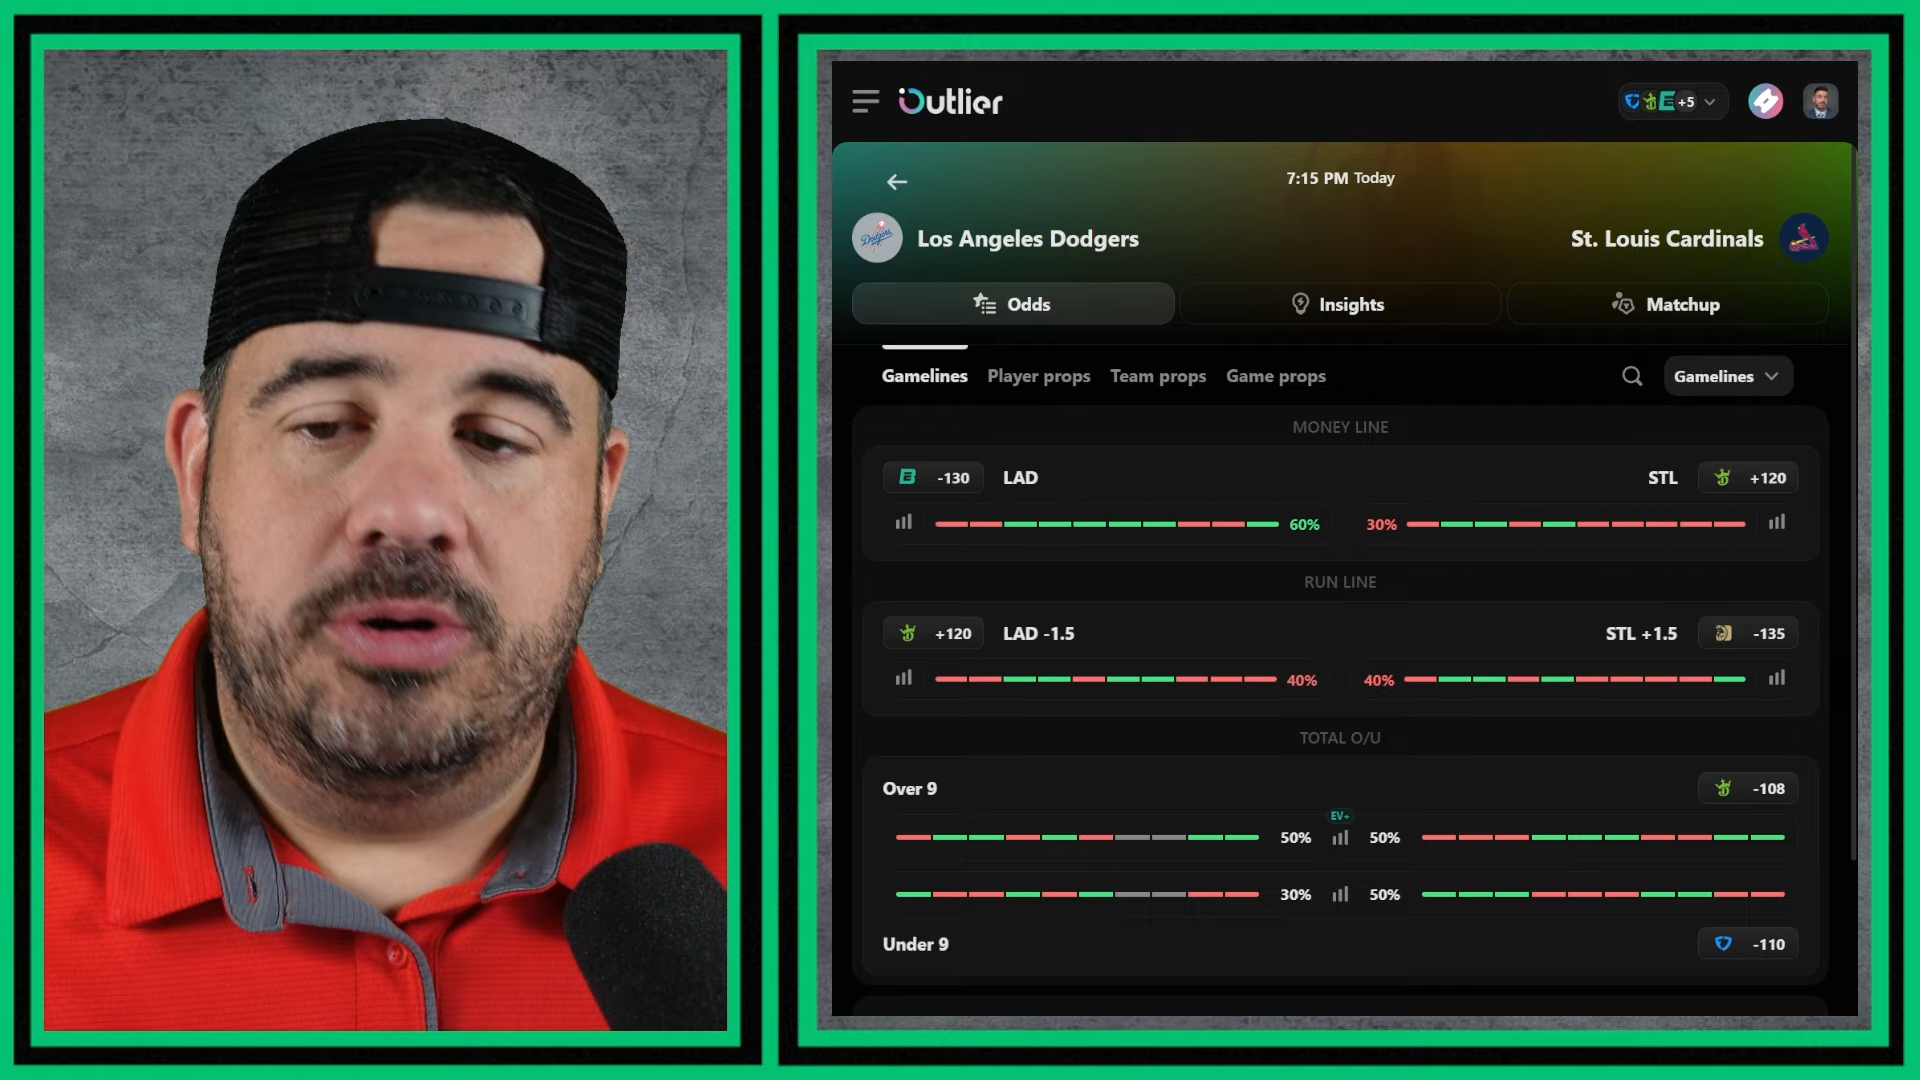 Outlier
+5
7:15 PM Today
Dodgers
Los Angeles Dodgers
St. Louis Cardinals
Odds
Insights
Matchup
Gamelines
Player props
Team props
Game props
Gamelines
MONEY LINE
-130
LAD
STL
+120
60%
30%
RUN LINE
+120
LAD -1.5
STL +1.5
-135
40%
40%
TOTAL O/U
Over 9
-108
EV+
50%
50%
30%
50%
Under 9
-110